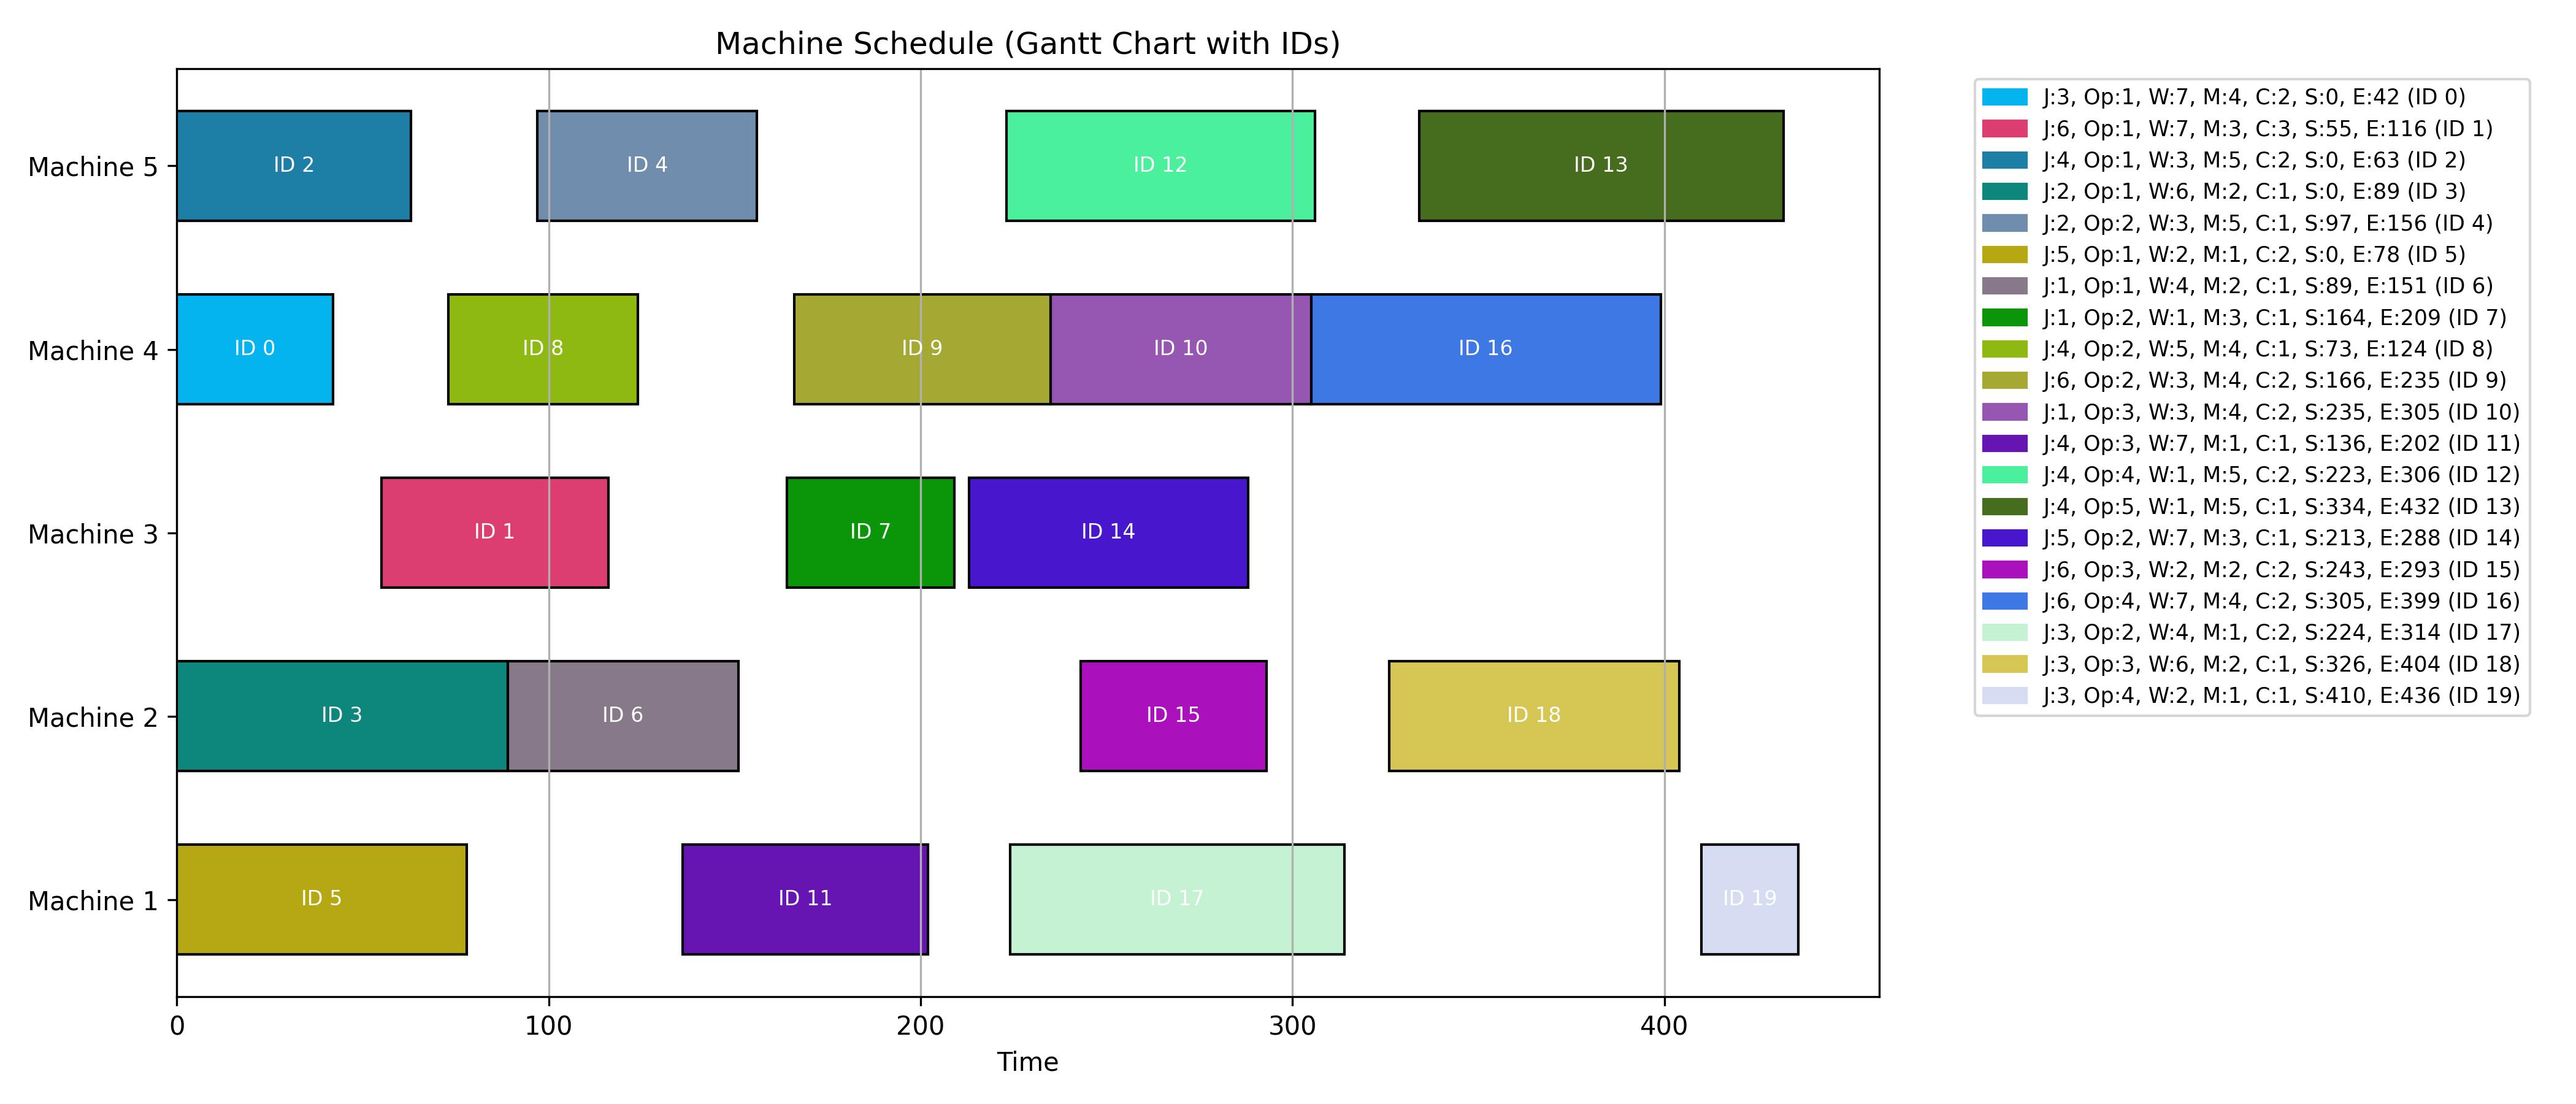 Machine Schedule (Gantt Chart with IDs)
Machine 5
ID 2
ID 4
ID 12
ID 13
Machine 4
ID 0
ID 8
ID 9
ID 10
ID 16
Machine 3
ID 1
ID 7
ID 14
Machine 2
ID 3
ID 6
ID 15
ID 18
Machine 1
ID 5
ID 11
ID 17
ID 19
0
100
200
300
400
Time
J:3, Op:1, W:7, M:4, C:2, S:0, E:42 (ID 0)
J:6, Op:1, W:7, M:3, C:3, S:55, E:116 (ID 1)
J:4, Op:1, W:3, M:5, C:2, S:0, E:63 (ID 2)
J:2, Op:1, W:6, M:2, C:1, S:0, E:89 (ID 3)
J:2, Op:2, W:3, M:5, C:1, S:97, E:156 (ID 4)
J:5, Op:1, W:2, M:1, C:2, S:0, E:78 (ID 5)
J:1, Op:1, W:4, M:2, C:1, S:89, E:151 (ID 6)
J:1, Op:2, W:1, M:3, C:1, S:164, E:209 (ID 7)
J:4, Op:2, W:5, M:4, C:1, S:73, E:124 (ID 8)
J:6, Op:2, W:3, M:4, C:2, S:166, E:235 (ID 9)
J:1, Op:3, W:3, M:4, C:2, S:235, E:305 (ID 10)
J:4, Op:3, W:7, M:1, C:1, S:136, E:202 (ID 11)
J:4, Op:4, W:1, M:5, C:2, S:223, E:306 (ID 12)
J:4, Op:5, W:1, M:5, C:1, S:334, E:432 (ID 13)
J:5, Op:2, W:7, M:3, C:1, S:213, E:288 (ID 14)
J:6, Op:3, W:2, M:2, C:2, S:243, E:293 (ID 15)
J:6, Op:4, W:7, M:4, C:2, S:305, E:399 (ID 16)
J:3, Op:2, W:4, M:1, C:2, S:224, E:314 (ID 17)
J:3, Op:3, W:6, M:2, C:1, S:326, E:404 (ID 18)
J:3, Op:4, W:2, M:1, C:1, S:410, E:436 (ID 19)